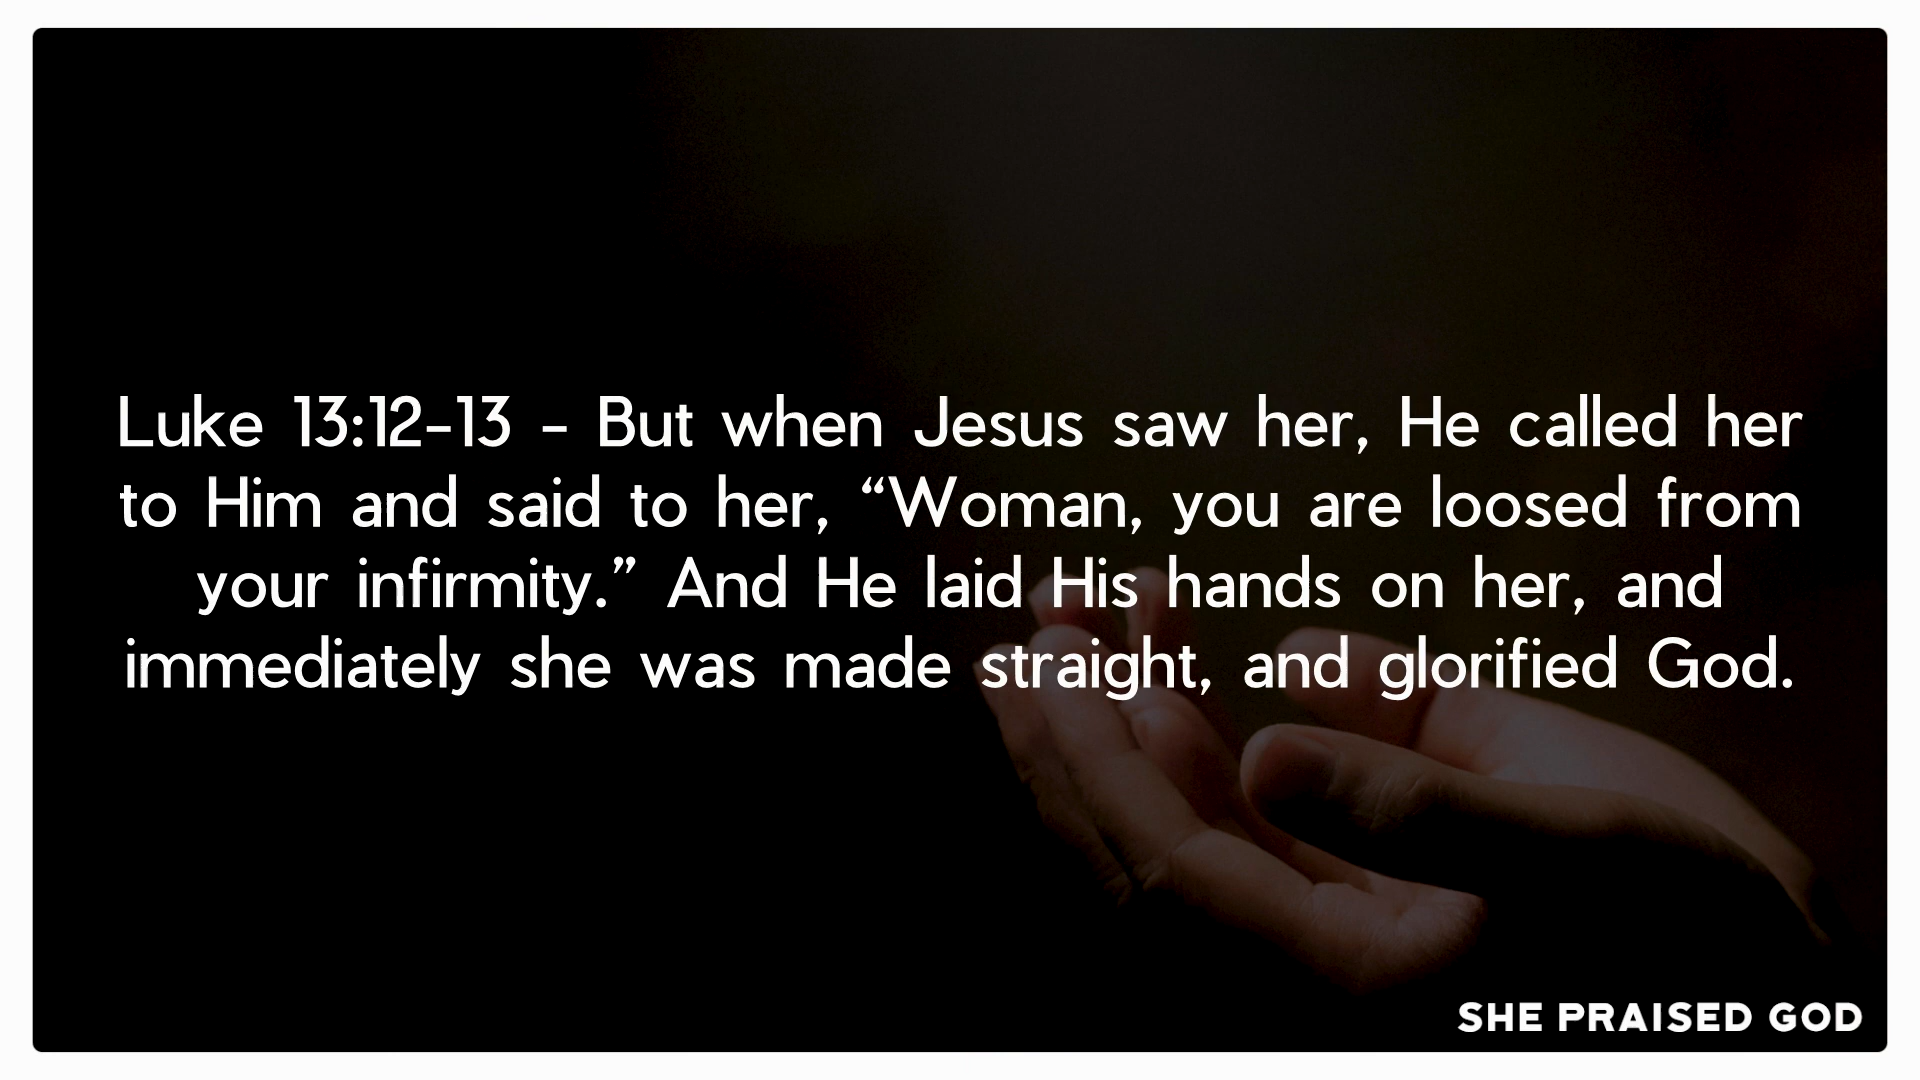 Luke 13:12-13 - But when Jesus saw her, He called her
to Him and said to her, “Woman, you are loosed from
your infirmity.” And He laid His hands on her, and
immediately she was made straight, and glorified God.
SHE PRAISED GOD